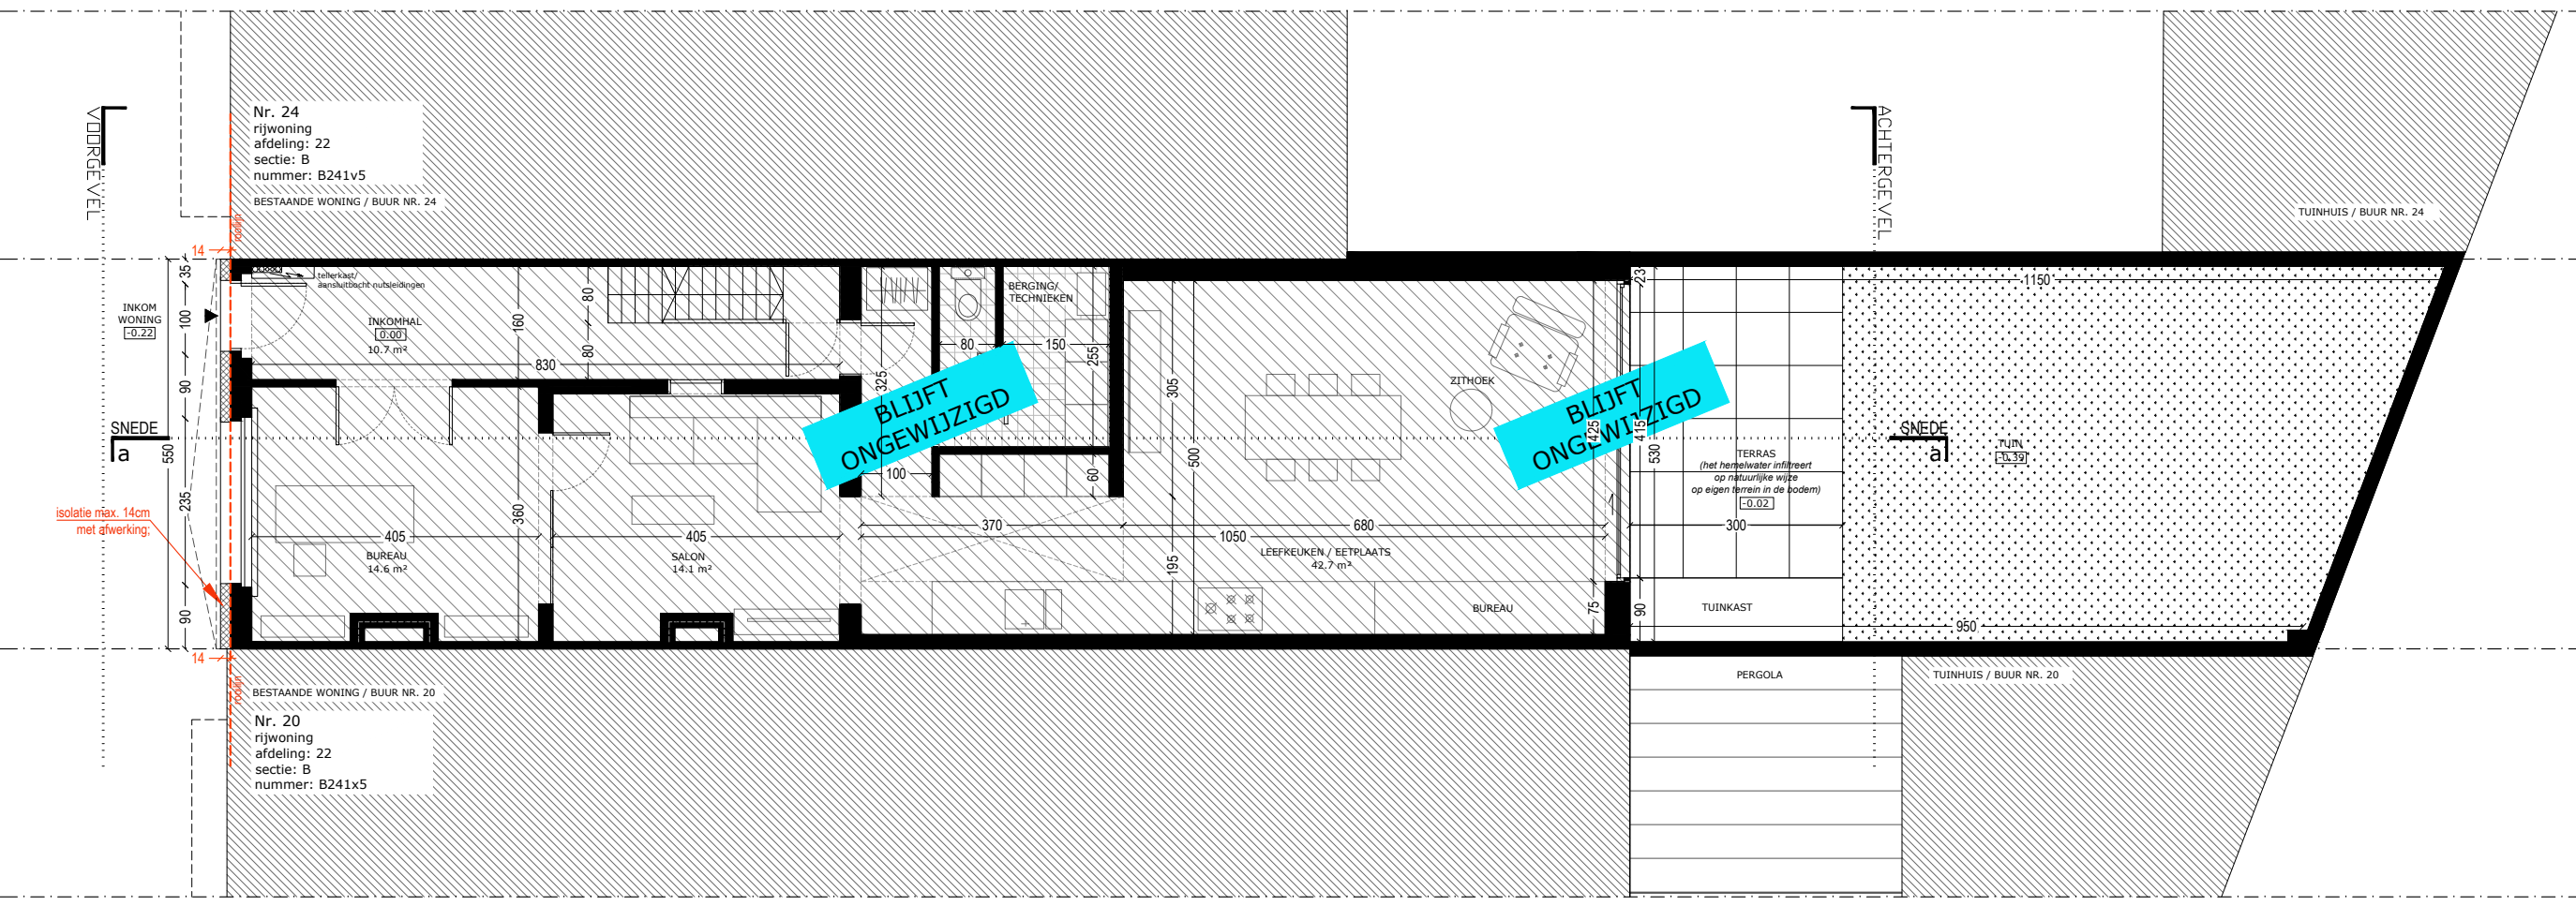 Nr. 24
rijwoning
afdeling: 22
sectie: B
nummer: B241v5
BESTAANDE WONING / BUUR NR. 24
VOORGEVEL
ACHTERGEVEL
TUINHUIS / BUUR NR. 24
rooilijn
14
35
100
90
235
90
550
INKOM
WONING
-0.22
tellerkast/
aansluitbocht nutsleidingen
INKOMHAL
0.00
10.7 m²
160
80
80
830
325
80
150
255
BERGING/
TECHNIEKEN
BLIJFT
ONGEWIJZIGD
100
60
305
500
195
ZITHOEK
BLIJFT
ONGEWIJZIGD
425
415
530
23
75
90
1150
SNEDE
a
SNEDE
a
TUIN
-0.39
TERRAS
(het hemelwater infiltreert
op natuurlijke wijze
op eigen terrein in de bodem)
-0.02
300
isolatie max. 14cm
met afwerking;
360
405
BUREAU
14.6 m²
405
SALON
14.1 m²
370
680
1050
LEEFKEUKEN / EETPLAATS
42.7 m²
BUREAU
TUINKAST
950
14
rooilijn
BESTAANDE WONING / BUUR NR. 20
Nr. 20
rijwoning
afdeling: 22
sectie: B
nummer: B241x5
PERGOLA
TUINHUIS / BUUR NR. 20